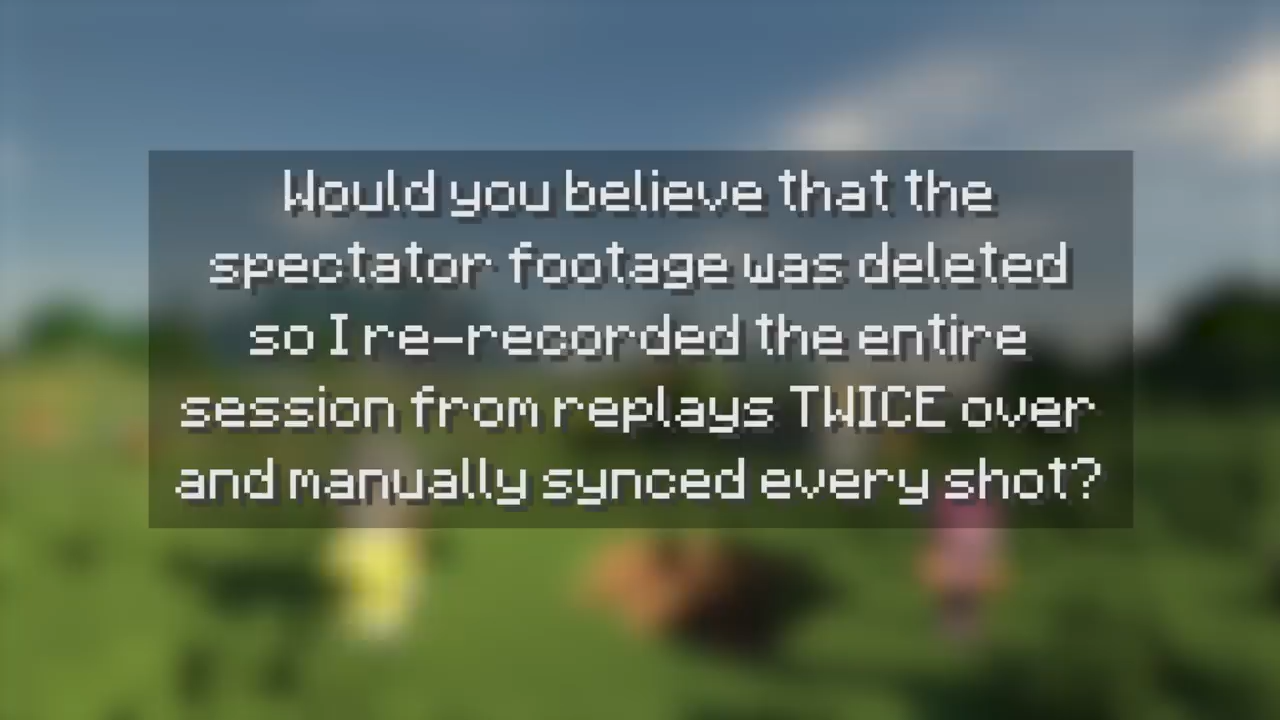 Would you believe that the
spectator footage was deleted
so I re-recorded the entire
session from replays TWICE over
and manually synced every shot?